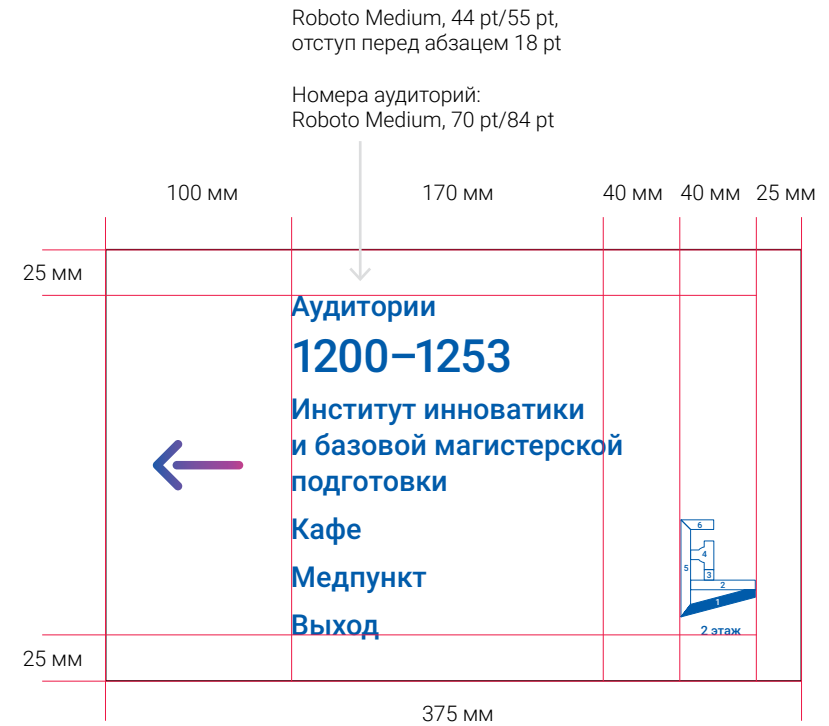 Roboto Medium, 44 pt/55 pt,
отступ перед абзацем 18 pt
Номера аудиторий:
Roboto Medium, 70 pt/84 pt
100 мм
170 мм
40 мм
40 мм
25 мм
25 мм
Аудитории
1200–1253
Институт инноватики
и базовой магистерской
подготовки
Кафе
Медпункт
Выход
6
4
5
3
2
1
2 этаж
25 мм
375 мм